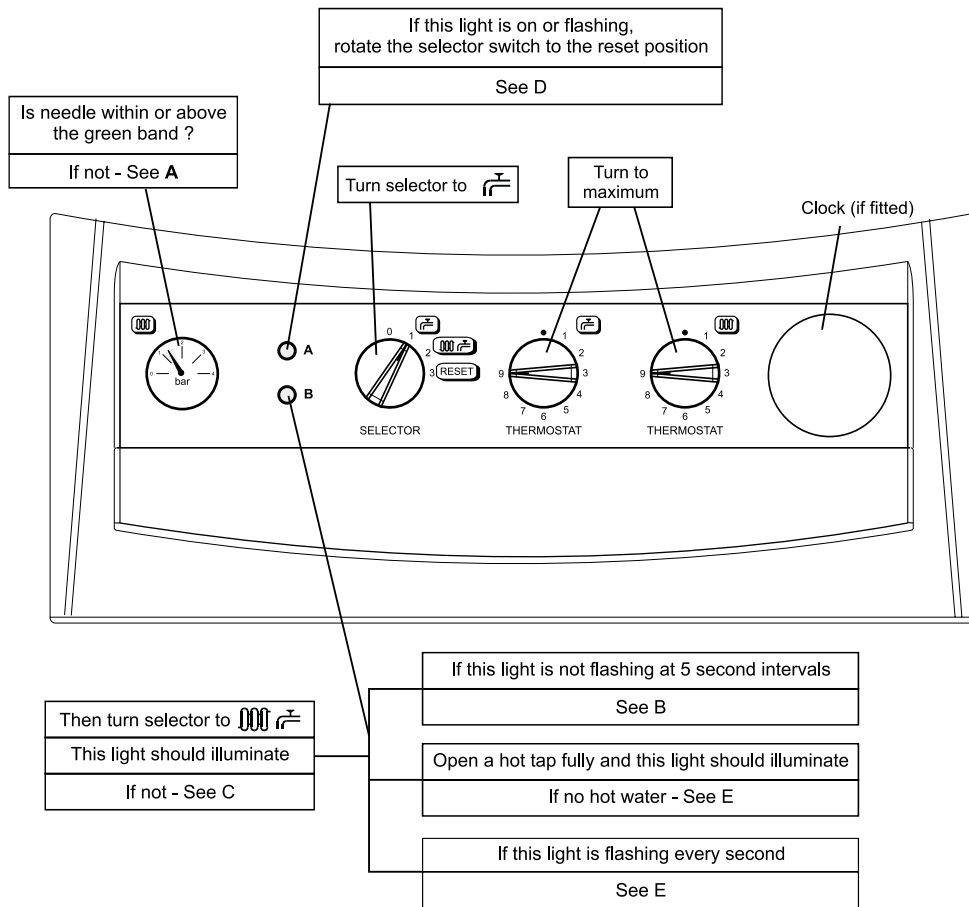 If this light is on or flashing,
rotate the selector switch to the reset position
See D
Is needle within or above
the green band ?
If not - See A
Turn selector to
Turn to
maximum
Clock (if fitted)
0 1 2 3 4
bar
A
B
0
1
2
3 RESET
SELECTOR
1
2
3
4
5
6
7
8
9
THERMOSTAT
1
2
3
4
5
6
7
8
9
THERMOSTAT
If this light is not flashing at 5 second intervals
See B
Then turn selector to
This light should illuminate
If not - See C
Open a hot tap fully and this light should illuminate
If no hot water - See E
If this light is flashing every second
See E